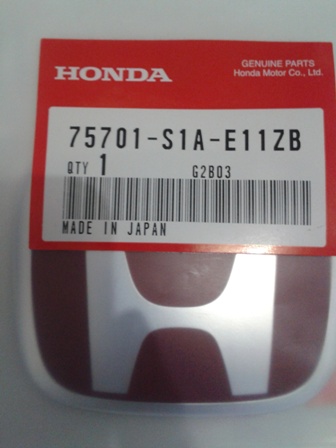 HONDA
GENUINE PARTS
Honda Motor Co., Ltd.
75701-S1A-E11ZB
QTY 1 G2B03
MADE IN JAPAN